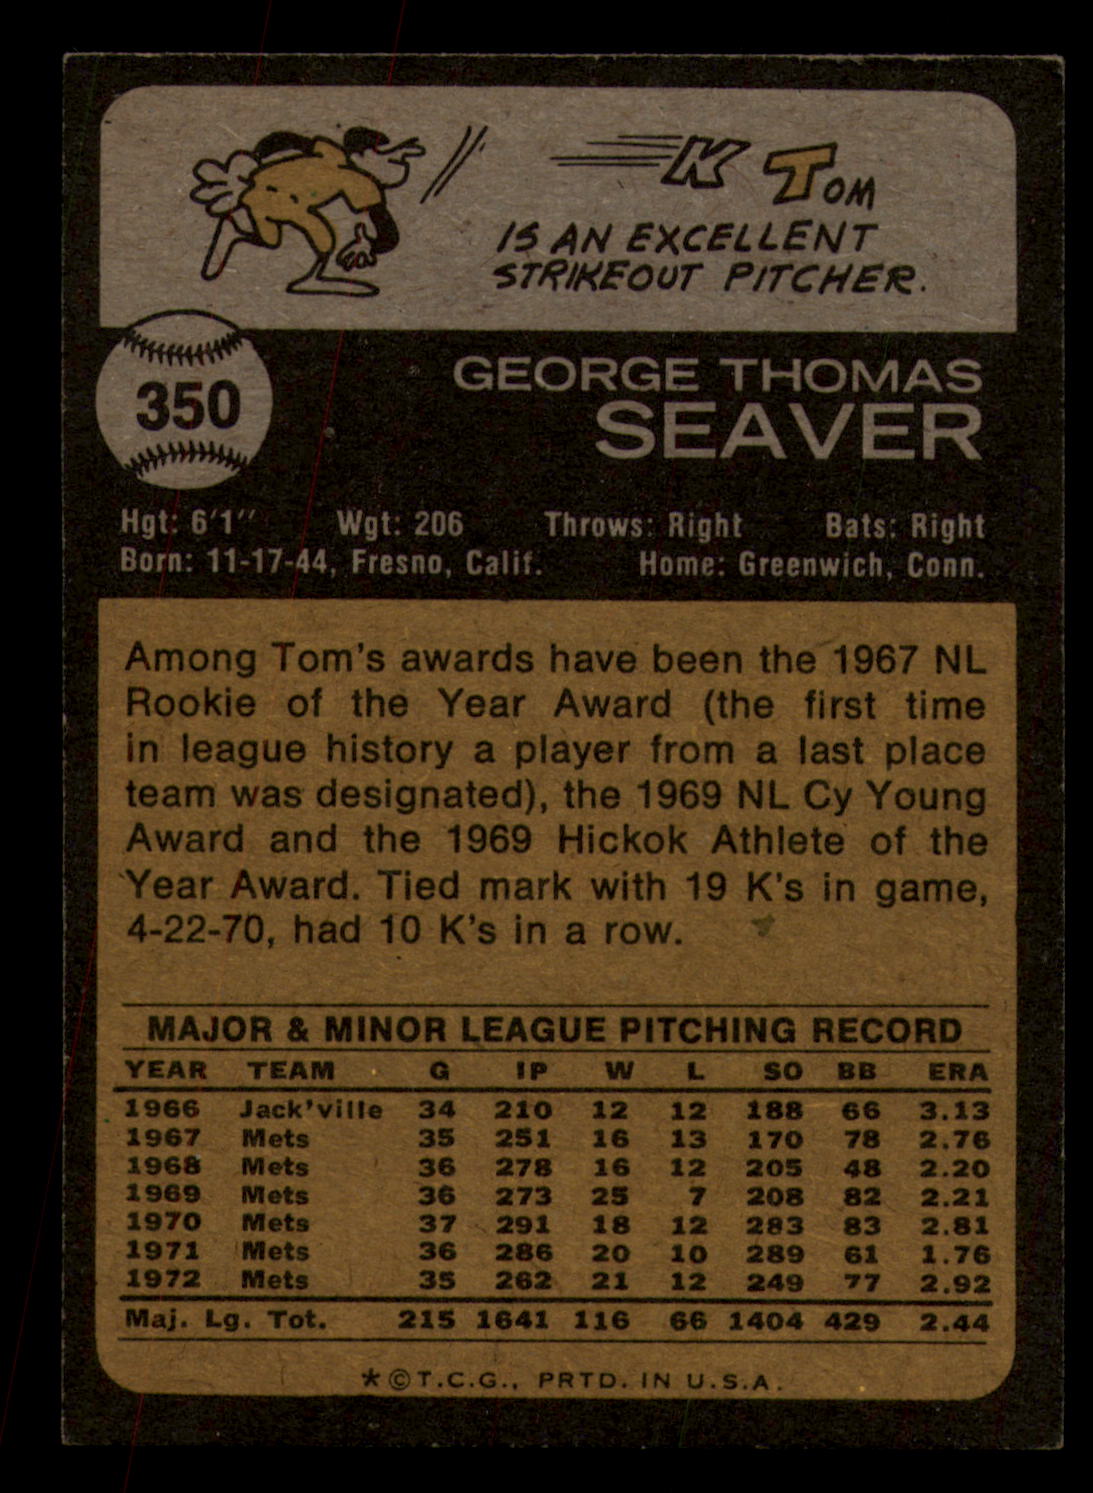 K TOM
IS AN EXCELLENT
STRIKEOUT PITCHER.
350
GEORGE THOMAS
SEAVER
Hgt: 6'1" Wgt: 206 Throws: Right Bats: Right
Born: 11-17-44, Fresno, Calif. Home: Greenwich, Conn.
Among Tom's awards have been the 1967 NL
Rookie of the Year Award (the first time
in league history a player from a last place
team was designated), the 1969 NL Cy Young
Award and the 1969 Hickok Athlete of the
Year Award. Tied mark with 19 K's in game,
4-22-70, had 10 K's in a row.
MAJOR & MINOR LEAGUE PITCHING RECORD
YEAR TEAM G IP W L SO BB ERA
1966 Jack'ville 34 210 12 12 188 66 3.13
1967 Mets 35 251 16 13 170 78 2.76
1968 Mets 36 278 16 12 205 48 2.20
1969 Mets 36 273 25 7 208 82 2.21
1970 Mets 37 291 18 12 283 83 2.81
1971 Mets 36 286 20 10 289 61 1.76
1972 Mets 35 262 21 12 249 77 2.92
Maj. Lg. Tot. 215 1641 116 66 1404 429 2.44
*©T.C.G., PRTD. IN U.S.A.